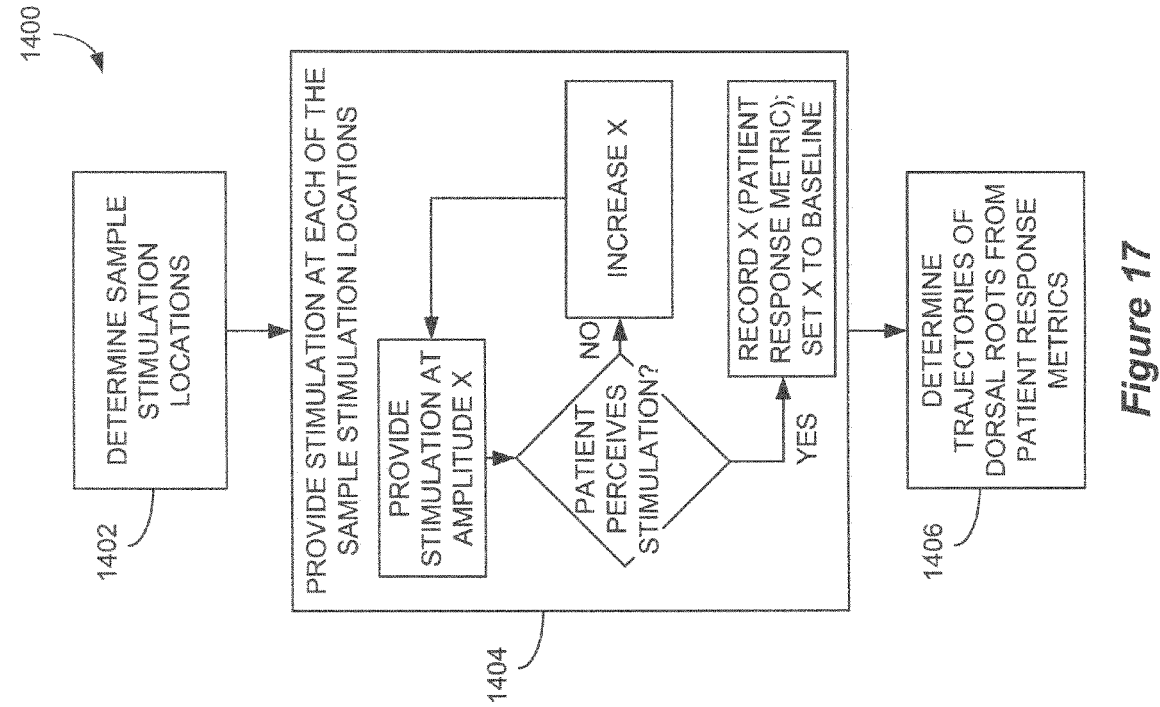 1400
1402
DETERMINE SAMPLE
STIMULATION
LOCATIONS
1404
PROVIDE STIMULATION AT EACH OF THE
SAMPLE STIMULATION LOCATIONS
PROVIDE
STIMULATION AT
AMPLITUDE X
PATIENT
PERCEIVES
STIMULATION?
NO
INCREASE X
YES
RECORD X (PATIENT
RESPONSE METRIC);
SET X TO BASELINE
1406
DETERMINE
TRAJECTORIES OF
DORSAL ROOTS FROM
PATIENT RESPONSE
METRICS
Figure 17